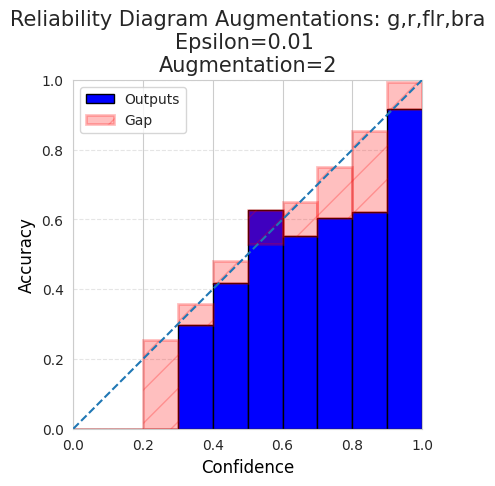 Reliability Diagram Augmentations: g,r,flr,bra
Epsilon=0.01
Augmentation=2
1.0
0.8
0.6
0.4
0.2
0.0
Accuracy
Outputs
Gap
0.0 0.2 0.4 0.6 0.8 1.0
Confidence